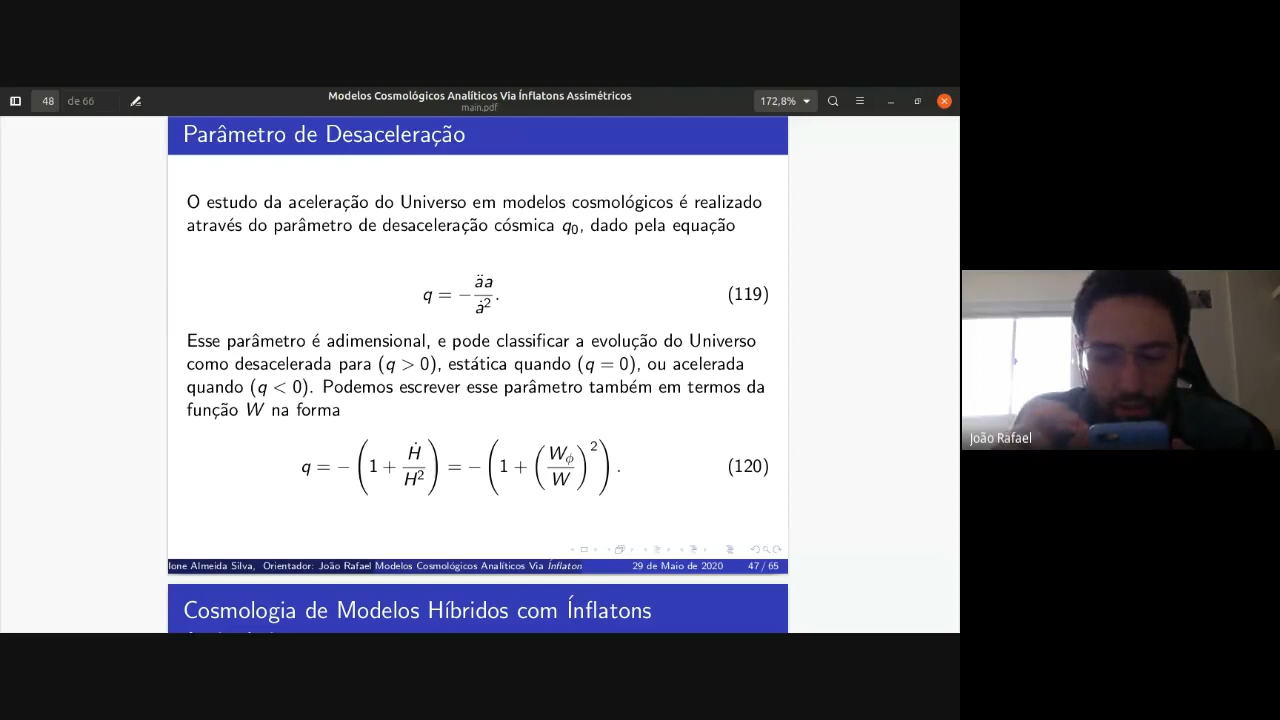 48 de 66
Modelos Cosmológicos Analíticos Via Ínflatons Assimétricos
main.pdf
172,8%
Parâmetro de Desaceleração
O estudo da aceleração do Universo em modelos cosmológicos é realizado
através do parâmetro de desaceleração cósmica q₀, dado pela equação
q = − äa / ȧ². (119)
Esse parâmetro é adimensional, e pode classificar a evolução do Universo
como desacelerada para (q > 0), estática quando (q = 0), ou acelerada
quando (q < 0). Podemos escrever esse parâmetro também em termos da
função W na forma
q = − (1 + Ḣ / H²) = − (1 + (W_ϕ / W)²). (120)
lone Almeida Silva, Orientador: João Rafael Modelos Cosmológicos Analíticos Via Ínflaton 29 de Maio de 2020 47 / 65
Cosmologia de Modelos Híbridos com Ínflatons
João Rafael